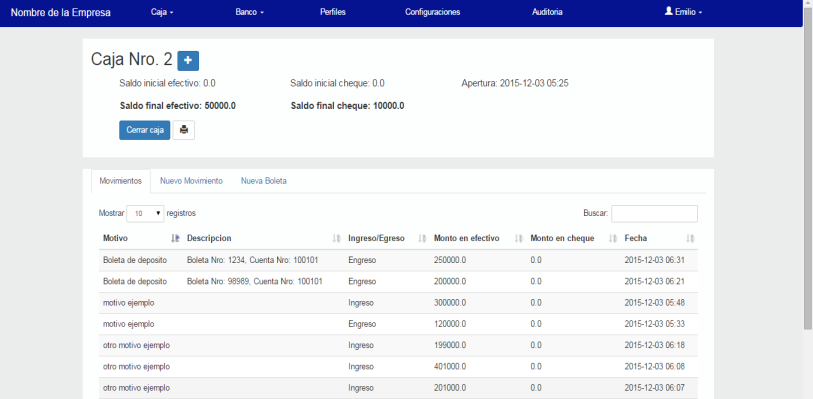 Nombre de la Empresa Caja Banco Perfiles Configuraciones Auditoria Emilio
Caja Nro. 2 +
Saldo inicial efectivo: 0.0 Saldo inicial cheque: 0.0 Apertura: 2015-12-03 05:25
Saldo final efectivo: 50000.0 Saldo final cheque: 10000.0
Cerrar caja
Movimientos Nuevo Movimiento Nueva Boleta
Mostrar 10 registros Buscar:
Motivo Descripcion Ingreso/Egreso Monto en efectivo Monto en cheque Fecha
Boleta de deposito Boleta Nro: 1234, Cuenta Nro: 100101 Engreso 250000.0 0.0 2015-12-03 06:31
Boleta de deposito Boleta Nro: 98989, Cuenta Nro: 100101 Engreso 200000.0 0.0 2015-12-03 06:21
motivo ejemplo Ingreso 300000.0 0.0 2015-12-03 05:48
motivo ejemplo Engreso 120000.0 0.0 2015-12-03 05:33
otro motivo ejemplo Ingreso 199000.0 0.0 2015-12-03 06:18
otro motivo ejemplo Ingreso 401000.0 0.0 2015-12-03 06:08
otro motivo ejemplo Ingreso 201000.0 0.0 2015-12-03 06:07